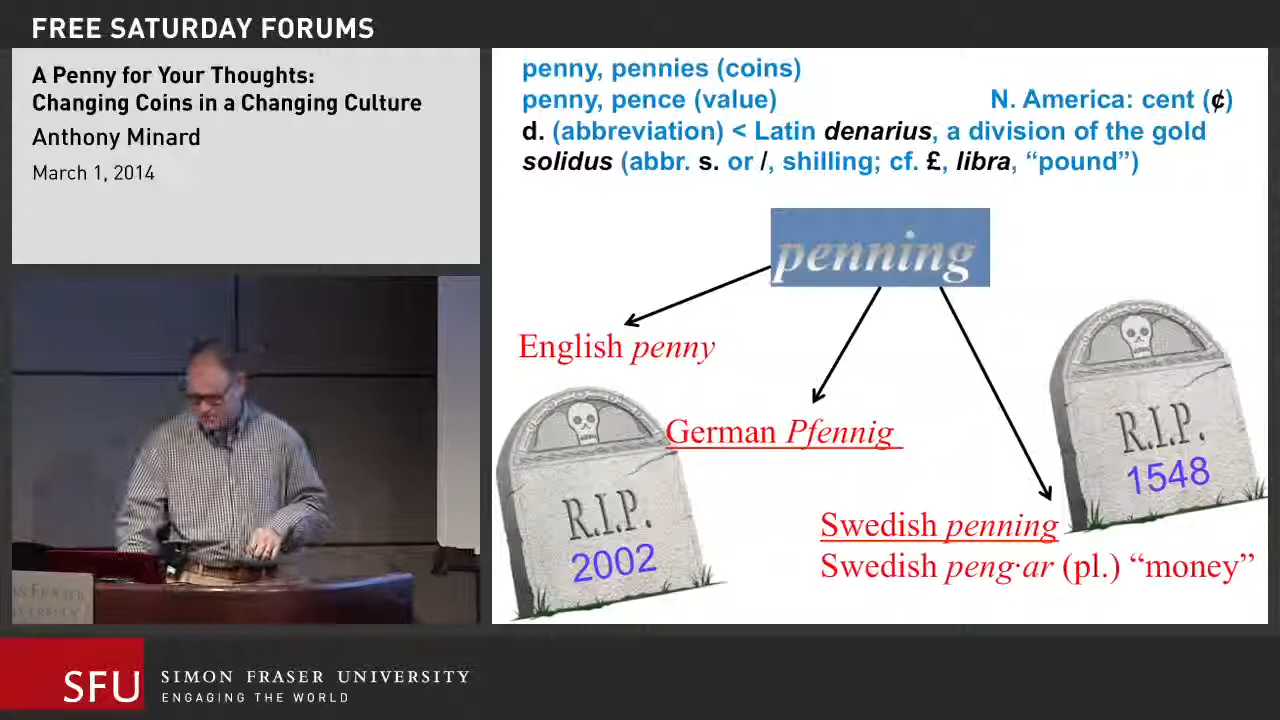 FREE SATURDAY FORUMS
A Penny for Your Thoughts:
Changing Coins in a Changing Culture
Anthony Minard
March 1, 2014
penny, pennies (coins)
penny, pence (value) N. America: cent (¢)
d. (abbreviation) < Latin denarius, a division of the gold
solidus (abbr. s. or /, shilling; cf. £, libra, “pound”)
penning
English penny
German Pfennig
R.I.P.
2002
R.I.P.
1548
Swedish penning
Swedish peng·ar (pl.) “money”
SFU
SIMON FRASER UNIVERSITY
ENGAGING THE WORLD